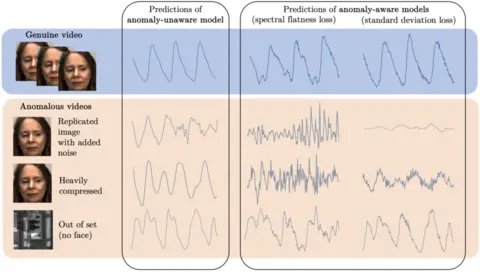 Predictions of
anomaly-unaware model
Predictions of anomaly-aware models
(spectral flatness loss) (standard deviation loss)
Genuine video
Anomalous videos
Replicated
image
with added
noise
Heavily
compressed
Out of set
(no face)